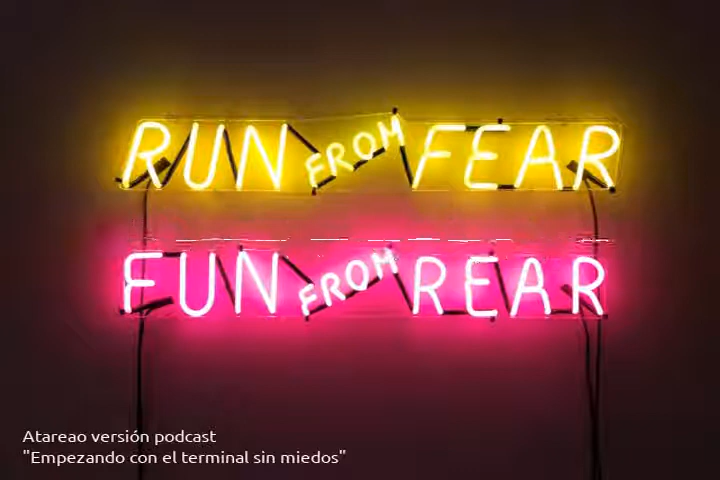 RUN FROM FEAR
FUN FROM REAR
Atareao versión podcast
"Empezando con el terminal sin miedos"